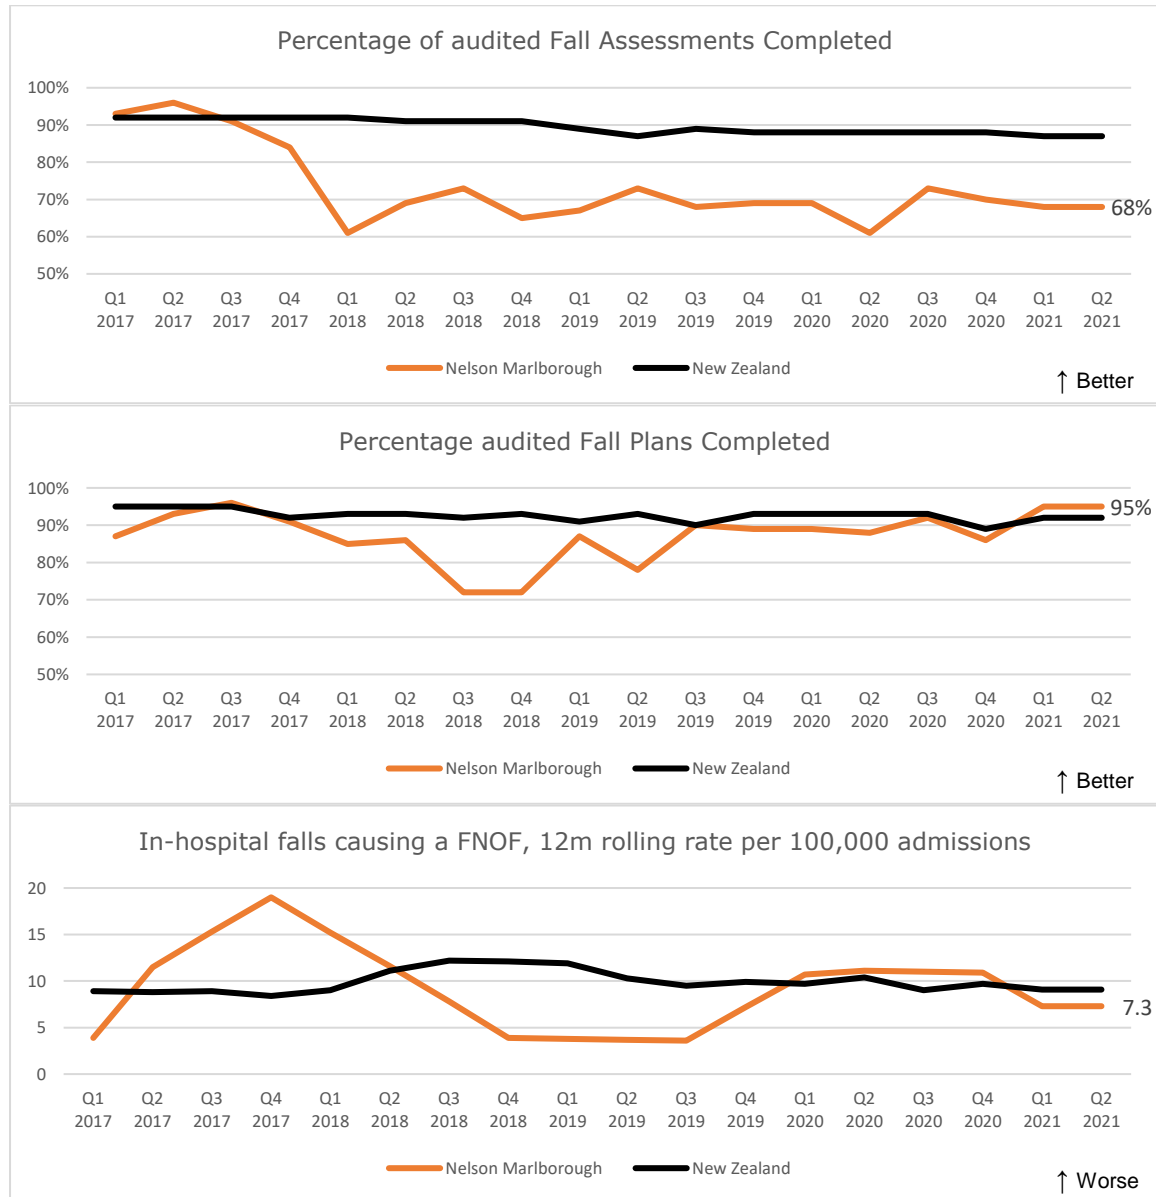 Percentage of audited Fall Assessments Completed
100%
90%
80%
70%
60%
50%
68%
Q1 Q2 Q3 Q4 Q1 Q2 Q3 Q4 Q1 Q2 Q3 Q4 Q1 Q2 Q3 Q4 Q1 Q2
2017 2017 2017 2017 2018 2018 2018 2018 2019 2019 2019 2019 2020 2020 2020 2020 2021 2021
Nelson Marlborough New Zealand
↑ Better
Percentage audited Fall Plans Completed
100%
90%
80%
70%
60%
50%
95%
Q1 Q2 Q3 Q4 Q1 Q2 Q3 Q4 Q1 Q2 Q3 Q4 Q1 Q2 Q3 Q4 Q1 Q2
2017 2017 2017 2017 2018 2018 2018 2018 2019 2019 2019 2019 2020 2020 2020 2020 2021 2021
Nelson Marlborough New Zealand
↑ Better
In-hospital falls causing a FNOF, 12m rolling rate per 100,000 admissions
20
15
10
5
0
7.3
Q1 Q2 Q3 Q4 Q1 Q2 Q3 Q4 Q1 Q2 Q3 Q4 Q1 Q2 Q3 Q4 Q1 Q2
2017 2017 2017 2017 2018 2018 2018 2018 2019 2019 2019 2019 2020 2020 2020 2020 2021 2021
Nelson Marlborough New Zealand
↑ Worse